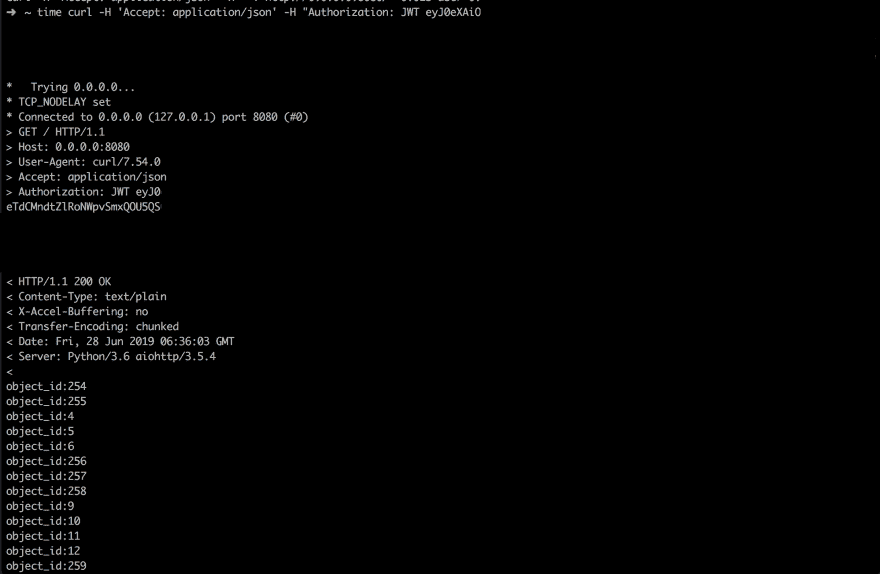 ➜ ~ time curl -H 'Accept: application/json' -H "Authorization: JWT eyJ0eXAiO
* Trying 0.0.0.0...
* TCP_NODELAY set
* Connected to 0.0.0.0 (127.0.0.1) port 8080 (#0)
> GET / HTTP/1.1
> Host: 0.0.0.0:8080
> User-Agent: curl/7.54.0
> Accept: application/json
> Authorization: JWT eyJ0
eTdCMndtZlRoNWpvSmxQOU5QS
< HTTP/1.1 200 OK
< Content-Type: text/plain
< X-Accel-Buffering: no
< Transfer-Encoding: chunked
< Date: Fri, 28 Jun 2019 06:36:03 GMT
< Server: Python/3.6 aiohttp/3.5.4
<
object_id:254
object_id:255
object_id:4
object_id:5
object_id:6
object_id:256
object_id:257
object_id:258
object_id:9
object_id:10
object_id:11
object_id:12
object_id:259